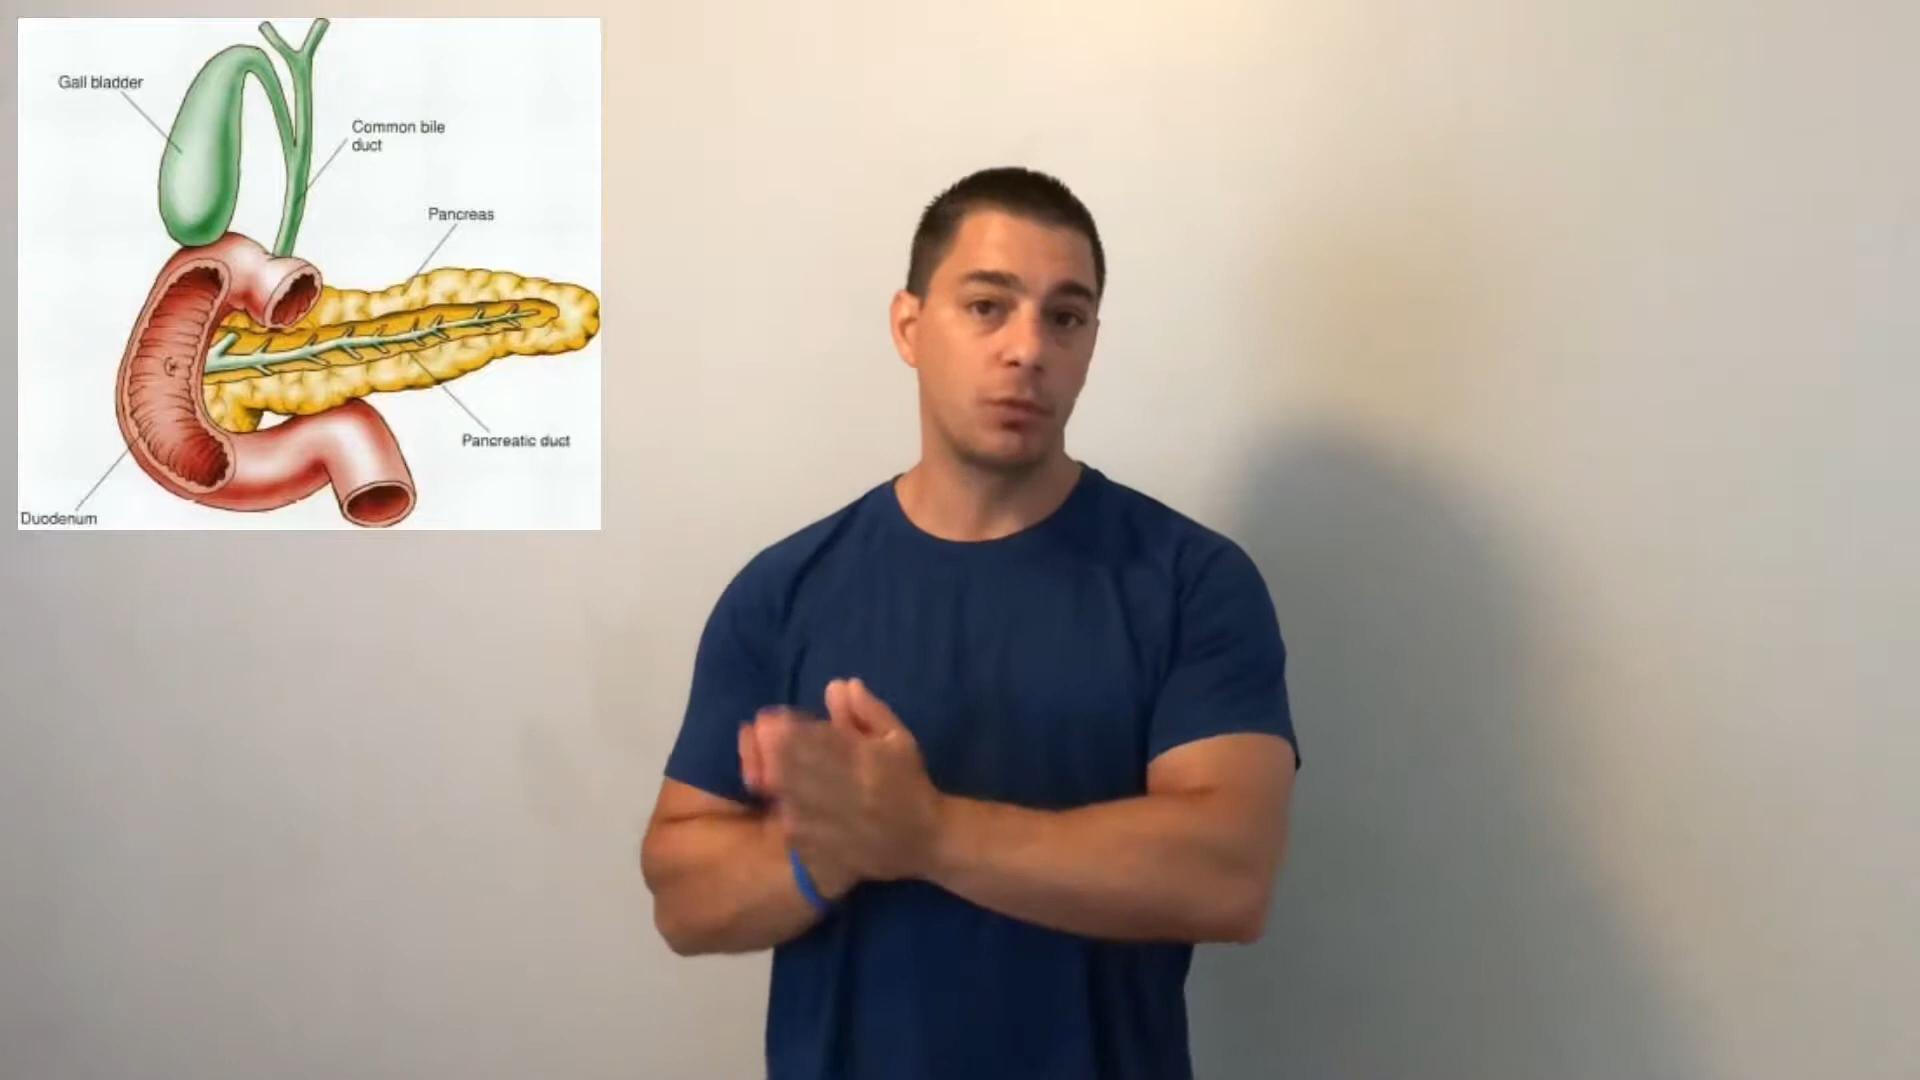 Gall bladder
Common bile
duct
Pancreas
Pancreatic duct
Duodenum